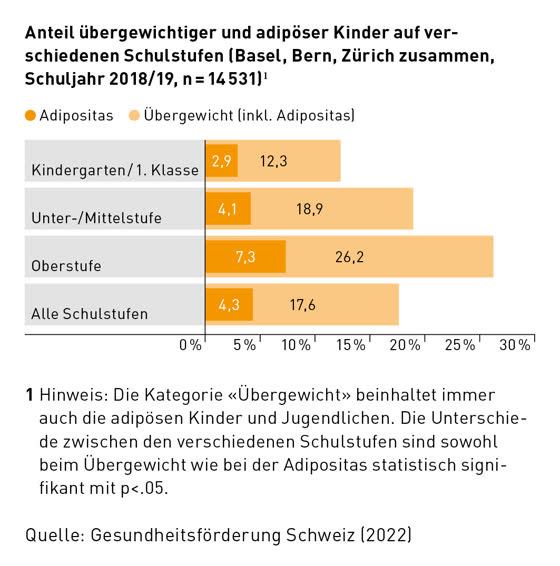 Anteil übergewichtiger und adipöser Kinder auf ver-
schiedenen Schulstufen (Basel, Bern, Zürich zusammen,
Schuljahr 2018/19, n = 14 531)¹
Adipositas Übergewicht (inkl. Adipositas)
Kindergarten / 1. Klasse 2,9 12,3
Unter-/Mittelstufe 4,1 18,9
Oberstufe 7,3 26,2
Alle Schulstufen 4,3 17,6
0 % 5 % 10 % 15 % 20 % 25 % 30 %
1 Hinweis: Die Kategorie «Übergewicht» beinhaltet immer
auch die adipösen Kinder und Jugendlichen. Die Unterschie-
de zwischen den verschiedenen Schulstufen sind sowohl
beim Übergewicht wie bei der Adipositas statistisch signi-
fikant mit p<.05.
Quelle: Gesundheitsförderung Schweiz (2022)